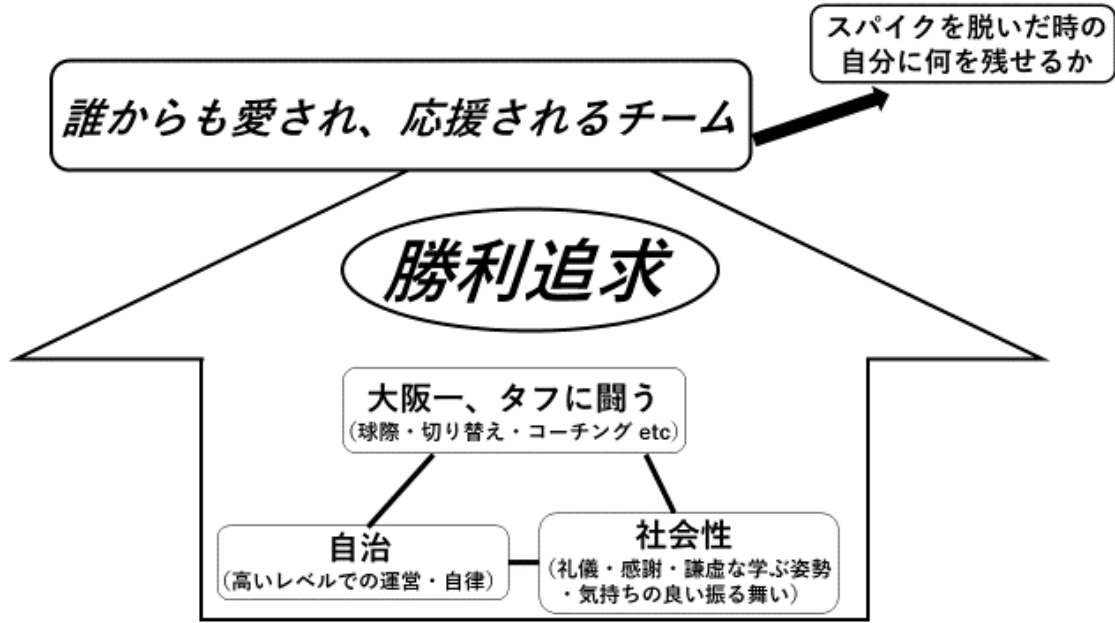 スパイクを脱いだ時の
自分に何を残せるか
誰からも愛され、応援されるチーム
勝利追求
大阪一、タフに闘う
（球際・切り替え・コーチング etc）
自治
（高いレベルでの運営・自律）
社会性
（礼儀・感謝・謙虚な学ぶ姿勢
・気持ちの良い振る舞い）